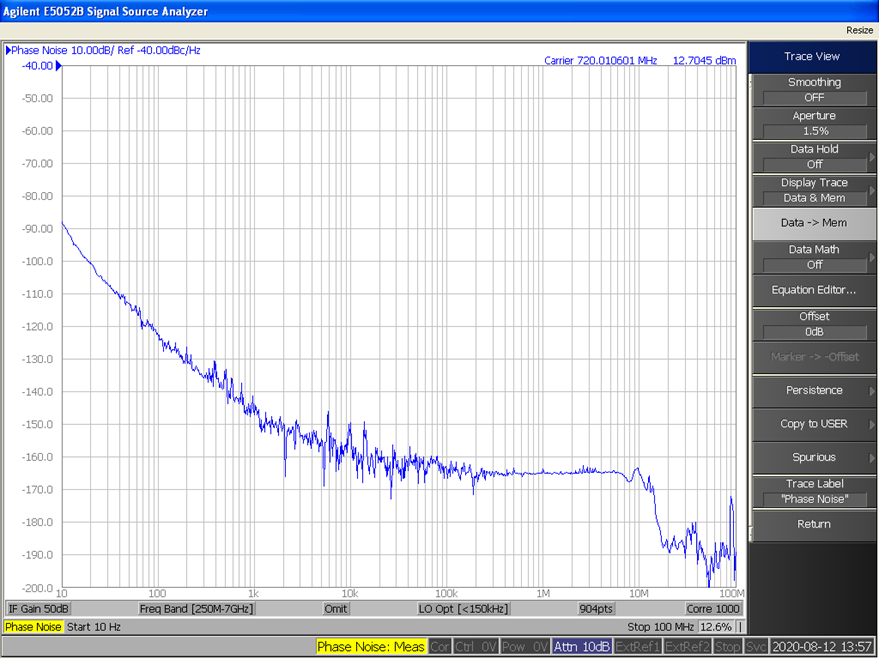 Agilent E5052B Signal Source Analyzer
Resize
Phase Noise 10.00dB/ Ref -40.00dBc/Hz
Carrier 720.010601 MHz 12.7045 dBm
-40.00
-50.00
-60.00
-70.00
-80.00
-90.00
-100.0
-110.0
-120.0
-130.0
-140.0
-150.0
-160.0
-170.0
-180.0
-190.0
-200.0
10 100 1k 10k 100k 1M 10M 100M
IF Gain 50dB Freq Band [250M-7GHz] Omit LO Opt [<150kHz] 904pts Corre 1000
Phase Noise Start 10 Hz Stop 100 MHz 12.6%
Trace View
Smoothing
OFF
Aperture
1.5%
Data Hold
Off
Display Trace
Data & Mem
Data -> Mem
Data Math
Off
Equation Editor...
Offset
0dB
Marker -> -Offset
Persistence
Copy to USER
Spurious
Trace Label
"Phase Noise"
Return
Phase Noise: Meas Cor Ctrl 0V Pow 0V Attn 10dB ExtRef1 ExtRef2 Stop Svc 2020-08-12 13:57